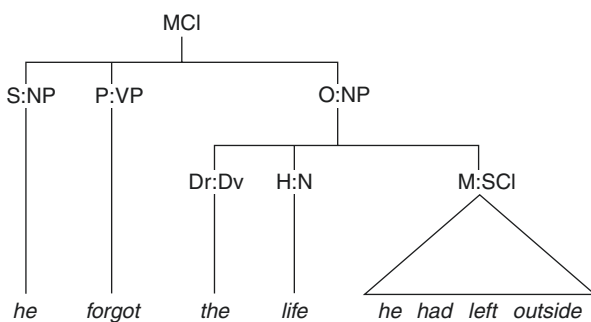 MCl
S:NP P:VP O:NP
Dr:Dv H:N M:SCl
he forgot the life he had left outside